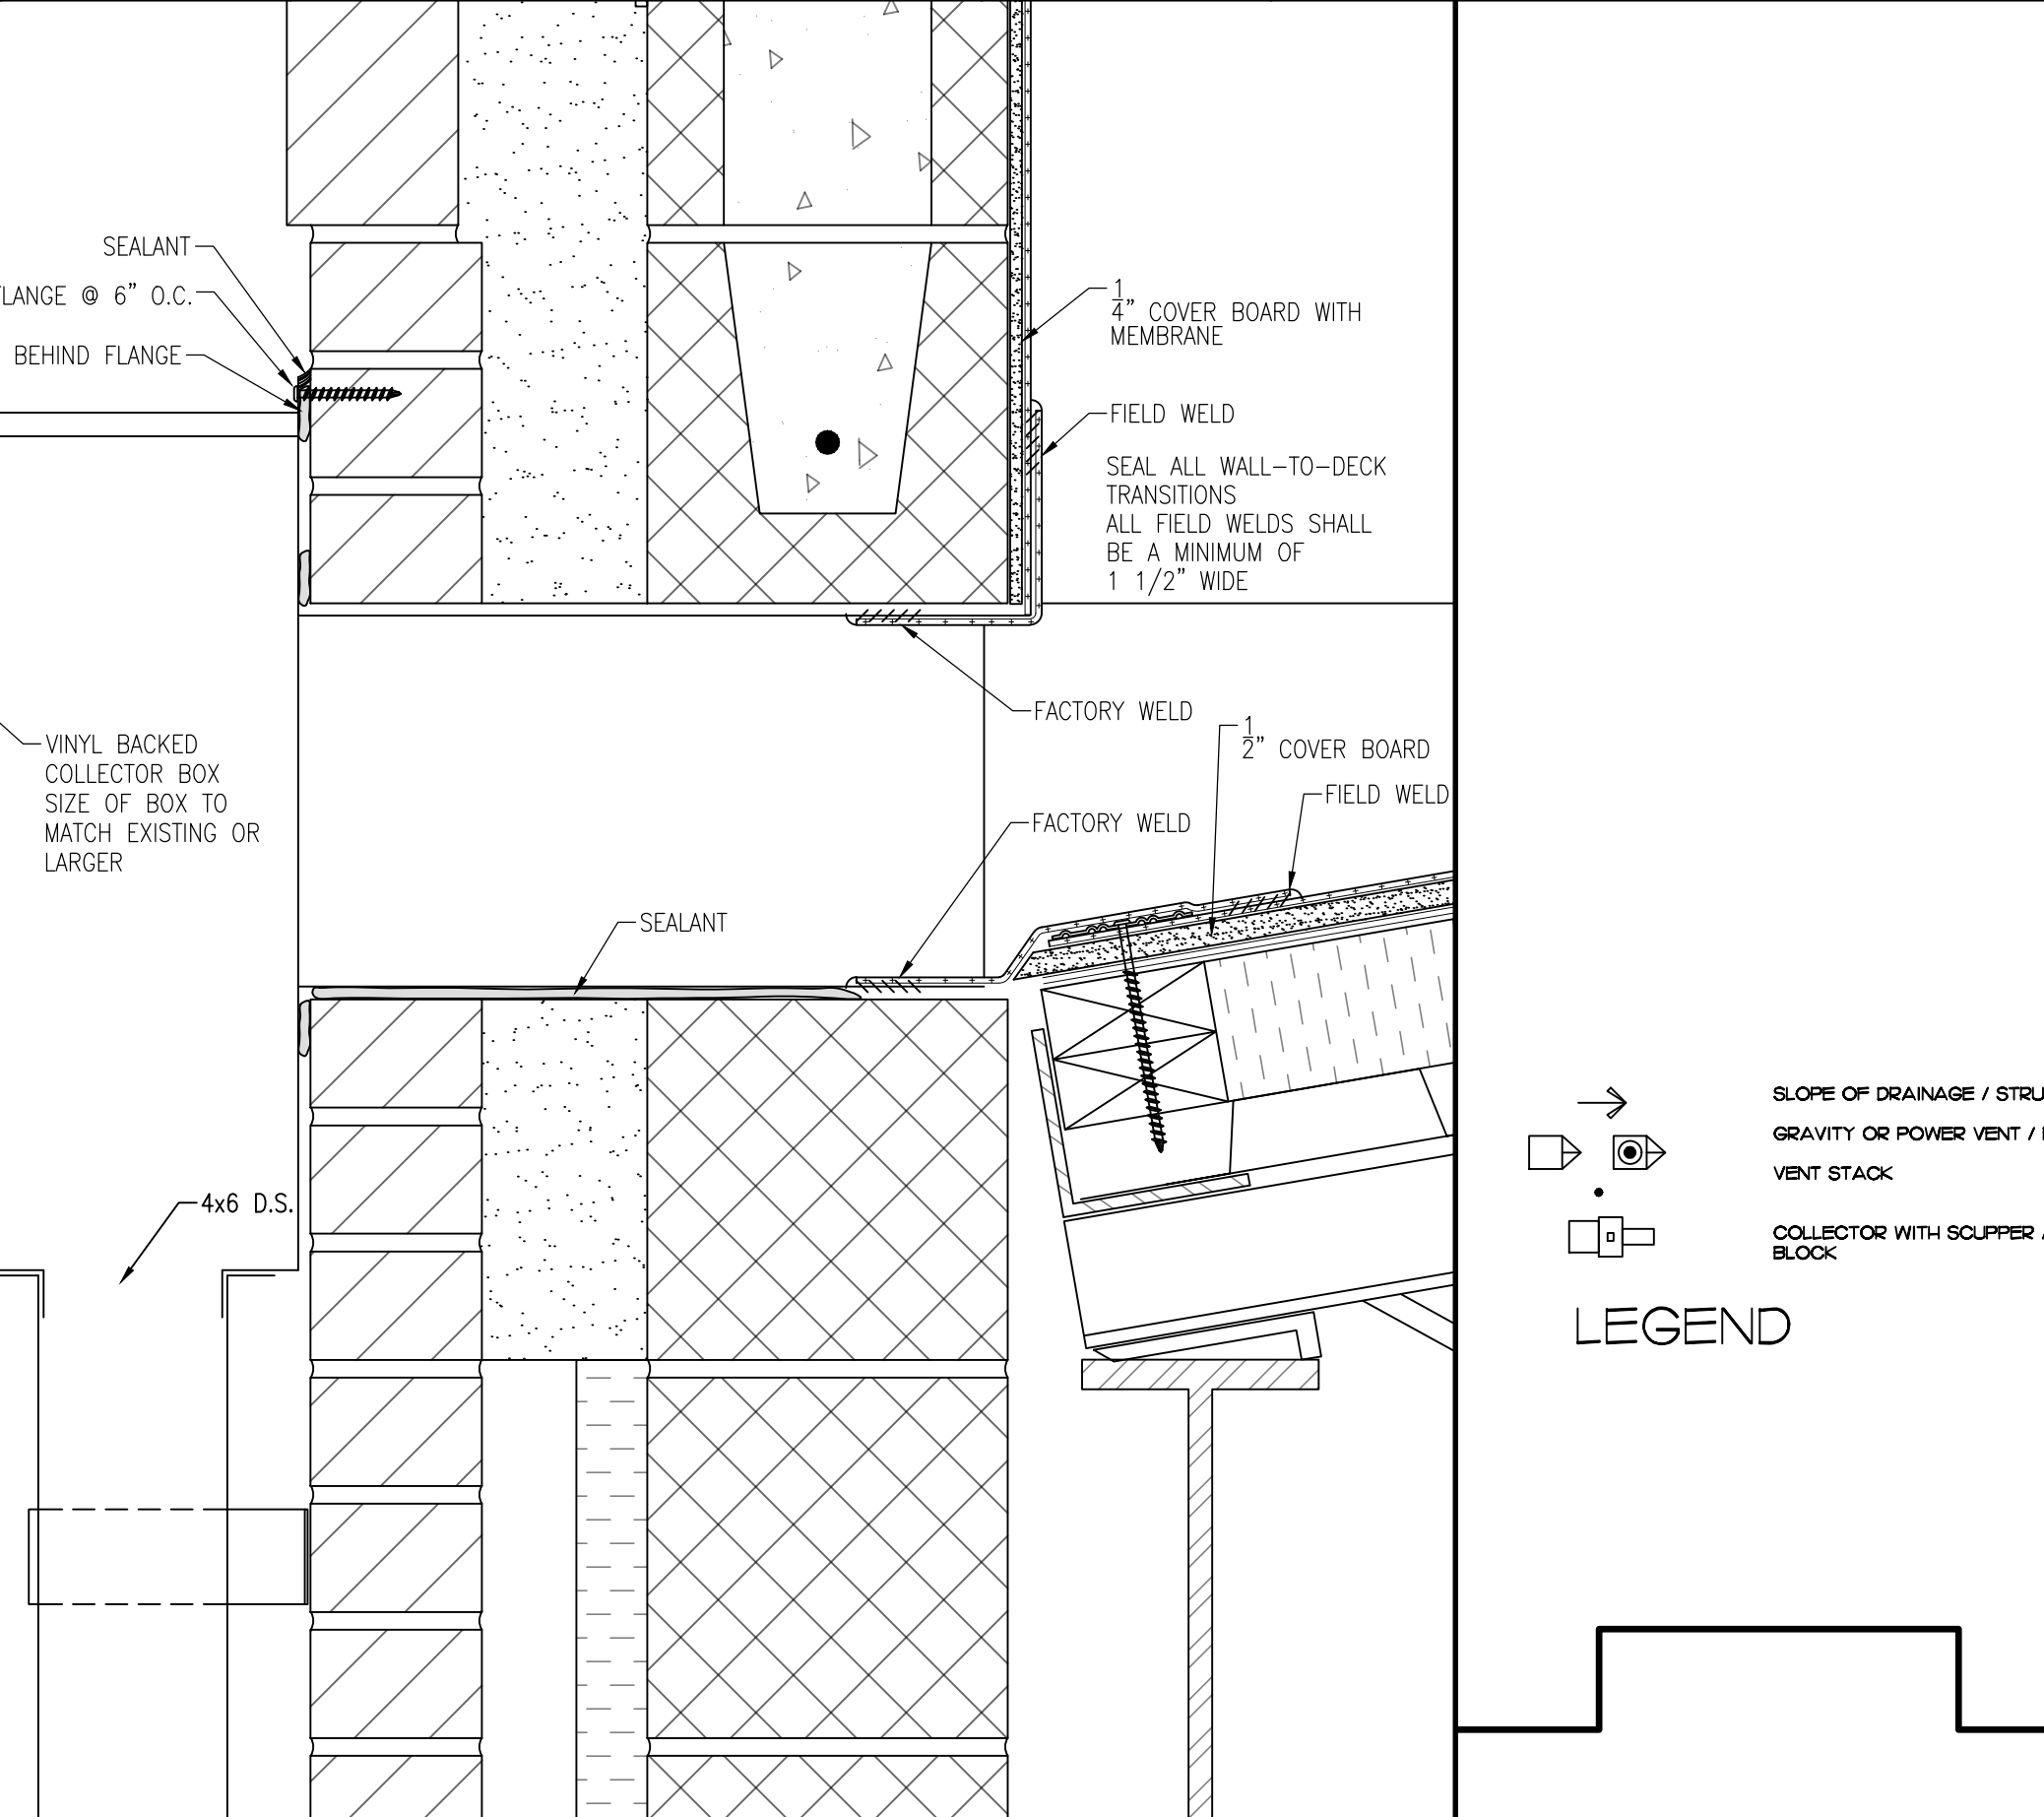 SEALANT
FLANGE @ 6" O.C.
BEHIND FLANGE
1/4" COVER BOARD WITH
MEMBRANE
FIELD WELD
SEAL ALL WALL-TO-DECK
TRANSITIONS
ALL FIELD WELDS SHALL
BE A MINIMUM OF
1 1/2" WIDE
FACTORY WELD
VINYL BACKED
COLLECTOR BOX
SIZE OF BOX TO
MATCH EXISTING OR
LARGER
1/2" COVER BOARD
FIELD WELD
FACTORY WELD
SEALANT
4x6 D.S.
SLOPE OF DRAINAGE /
GRAVITY OR POWER VENT /
VENT STACK
COLLECTOR WITH SCUPPER
BLOCK
LEGEND